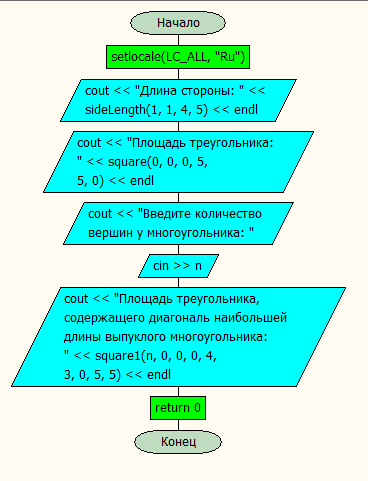 Начало
setlocale(LC_ALL, "Ru")
cout << "Длина стороны: " <<
sideLength(1, 1, 4, 5) << endl
cout << "Площадь треугольника:
" << square(0, 0, 0, 5,
5, 0) << endl
cout << "Введите количество
вершин у многоугольника: "
cin >> n
cout << "Площадь треугольника,
содержащего диагональ наибольшей
длины выпуклого многоугольника:
" << square1(n, 0, 0, 0, 4,
3, 0, 5, 5) << endl
return 0
Конец